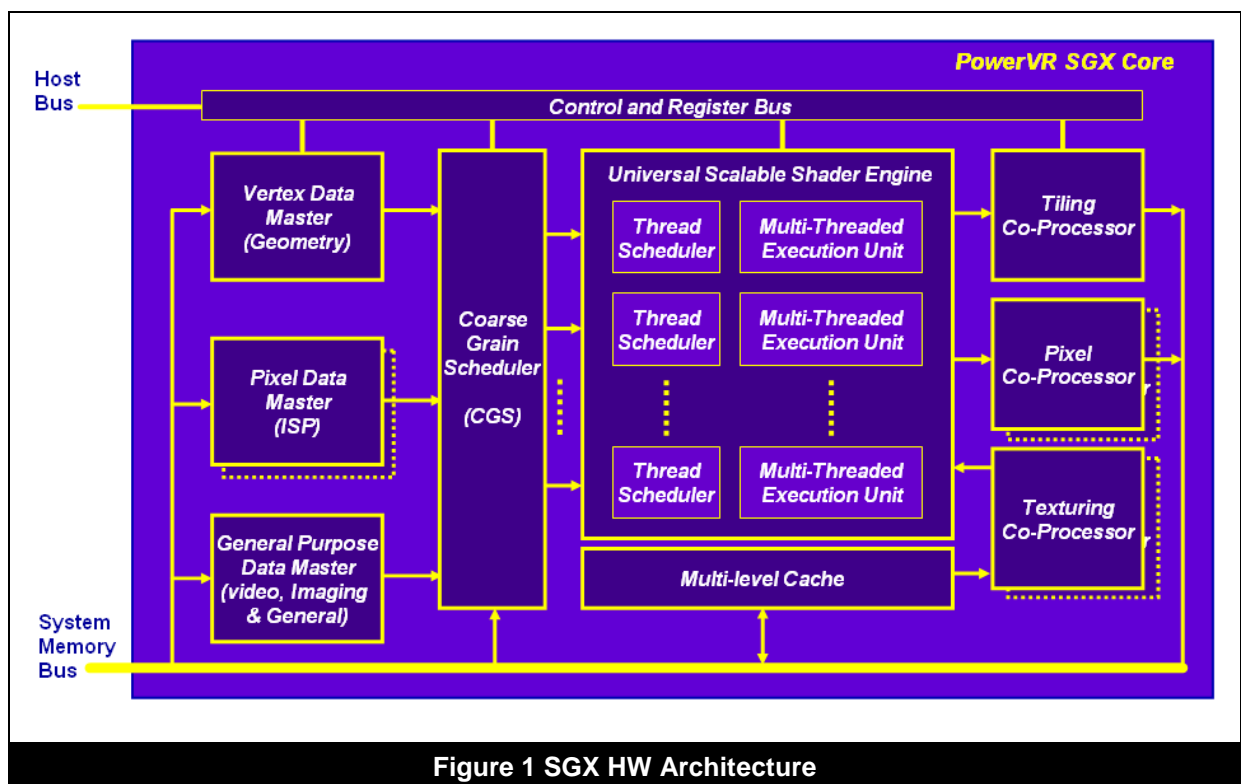 PowerVR SGX Core
Host
Bus
Control and Register Bus
Vertex Data
Master
(Geometry)
Pixel Data
Master
(ISP)
General Purpose
Data Master
(video, Imaging
& General)
Coarse
Grain
Scheduler
(CGS)
Universal Scalable Shader Engine
Thread
Scheduler
Multi-Threaded
Execution Unit
Thread
Scheduler
Multi-Threaded
Execution Unit
Thread
Scheduler
Multi-Threaded
Execution Unit
Multi-level Cache
Tiling
Co-Processor
Pixel
Co-Processor
Texturing
Co-Processor
System
Memory
Bus
Figure 1 SGX HW Architecture